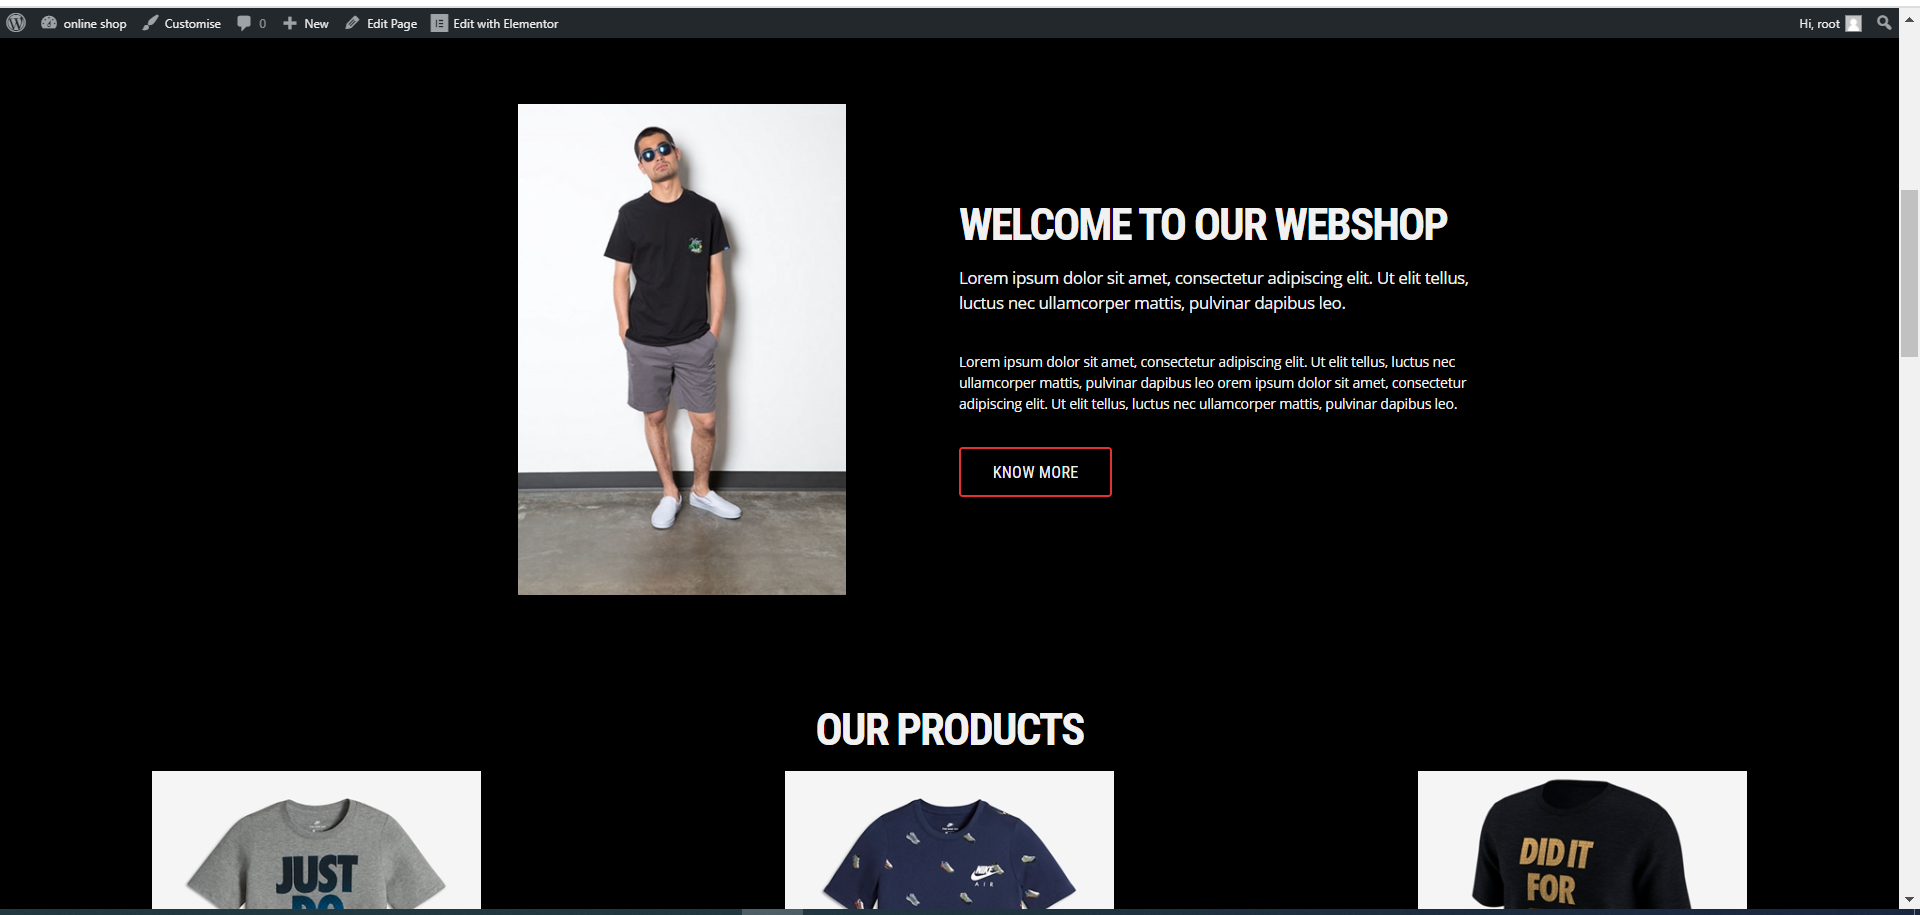 online shop Customise 0 New Edit Page Edit with Elementor Hi, root
WELCOME TO OUR WEBSHOP
Lorem ipsum dolor sit amet, consectetur adipiscing elit. Ut elit tellus,
luctus nec ullamcorper mattis, pulvinar dapibus leo.
Lorem ipsum dolor sit amet, consectetur adipiscing elit. Ut elit tellus, luctus nec
ullamcorper mattis, pulvinar dapibus leo orem ipsum dolor sit amet, consectetur
adipiscing elit. Ut elit tellus, luctus nec ullamcorper mattis, pulvinar dapibus leo.
KNOW MORE
OUR PRODUCTS
JUST
DO
NIKE
AIR
DID IT
FOR